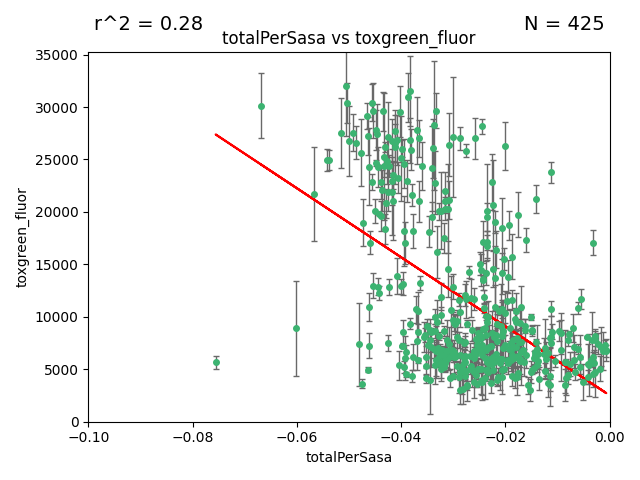 r^2 = 0.28
N = 425
totalPerSasa vs toxgreen_fluor
35000
30000
25000
20000
15000
10000
5000
0
toxgreen_fluor
−0.10
−0.08
−0.06
−0.04
−0.02
0.00
totalPerSasa